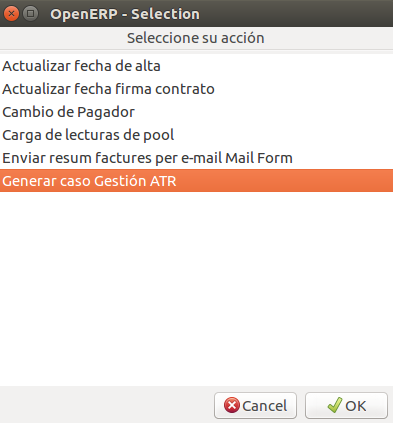 OpenERP - Selection
Seleccione su acción
Actualizar fecha de alta
Actualizar fecha firma contrato
Cambio de Pagador
Carga de lecturas de pool
Enviar resum factures per e-mail Mail Form
Generar caso Gestión ATR
Cancel OK